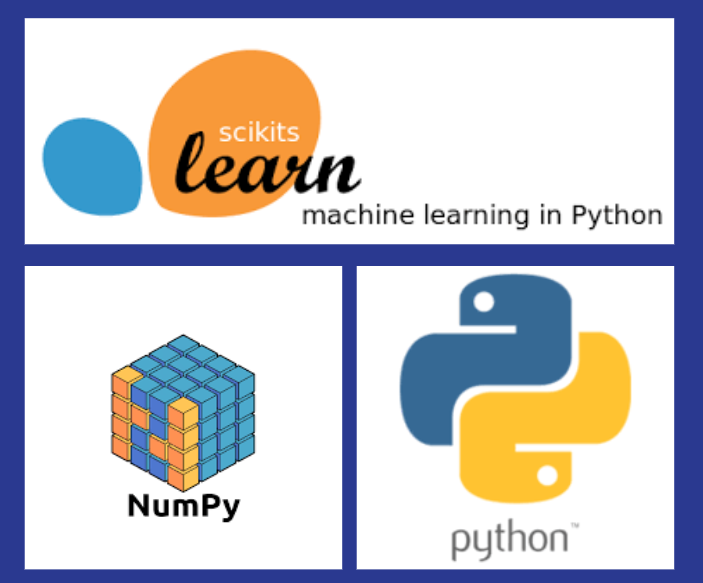 scikits
learn
machine learning in Python
NumPy
python™